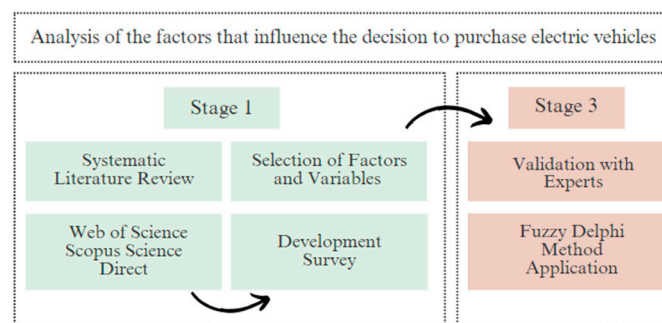 Analysis of the factors that influence the decision to purchase electric vehicles
Stage 1
Systematic
Literature Review
Selection of Factors
and Variables
Web of Science
Scopus Science
Direct
Development
Survey
Stage 3
Validation with
Experts
Fuzzy Delphi
Method
Application